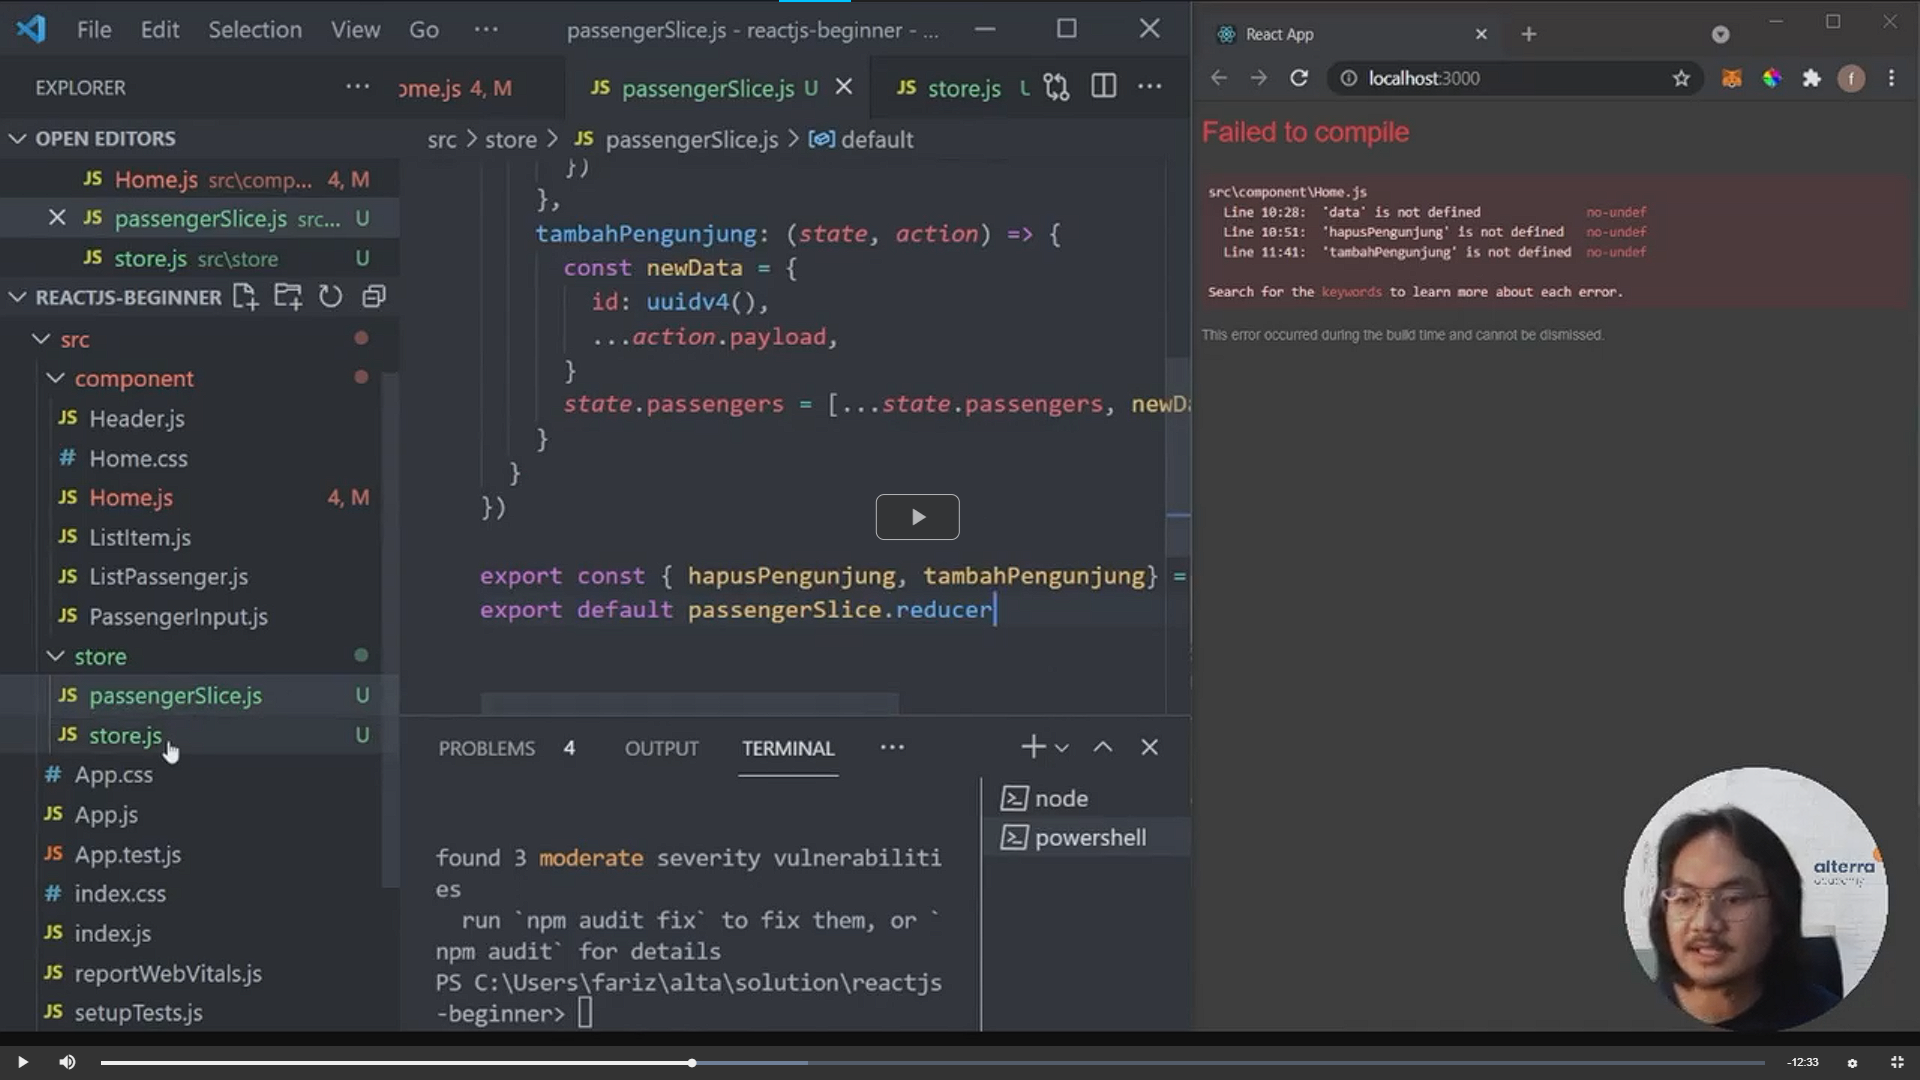 File Edit Selection View Go ··· passengerSlice.js - reactjs-beginner - ...
EXPLORER ···
ome.js 4, M
JS passengerSlice.js U
JS store.js
···
OPEN EDITORS
JS Home.js src\comp... 4, M
JS passengerSlice.js src... U
JS store.js src\store U
REACTJS-BEGINNER
src
component
JS Header.js
# Home.css
JS Home.js 4, M
JS ListItem.js
JS ListPassenger.js
JS PassengerInput.js
store
JS passengerSlice.js U
JS store.js U
# App.css
JS App.js
JS App.test.js
# index.css
JS index.js
JS reportWebVitals.js
JS setupTests.js
src > store > JS passengerSlice.js > default
})
},
tambahPengunjung: (state, action) => {
const newData = {
id: uuidv4(),
...action.payload,
}
state.passengers = [...state.passengers, newDa
}
}
})
export const { hapusPengunjung, tambahPengunjung} =
export default passengerSlice.reducer
PROBLEMS 4 OUTPUT TERMINAL ···
found 3 moderate severity vulnerabiliti
es
run `npm audit fix` to fix them, or `
npm audit` for details
PS C:\Users\fariz\alta\solution\reactjs
-beginner>
node
powershell
React App
localhost:3000
f
Failed to compile
src\component\Home.js
Line 10:28: 'data' is not defined no-undef
Line 10:51: 'hapusPengunjung' is not defined no-undef
Line 11:41: 'tambahPengunjung' is not defined no-undef
Search for the keywords to learn more about each error.
This error occurred during the build time and cannot be dismissed.
alterra
academy
-12:33